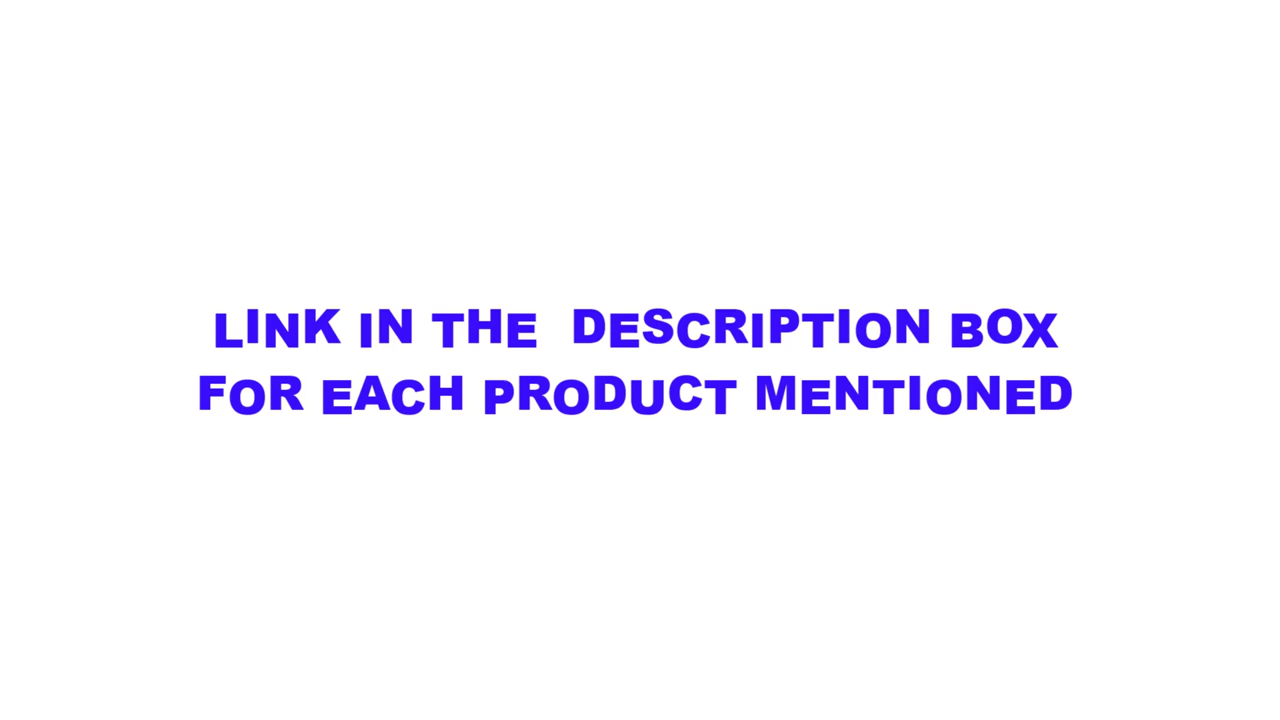 LINK IN THE  DESCRIPTION BOX
FOR EACH PRODUCT MENTIONED